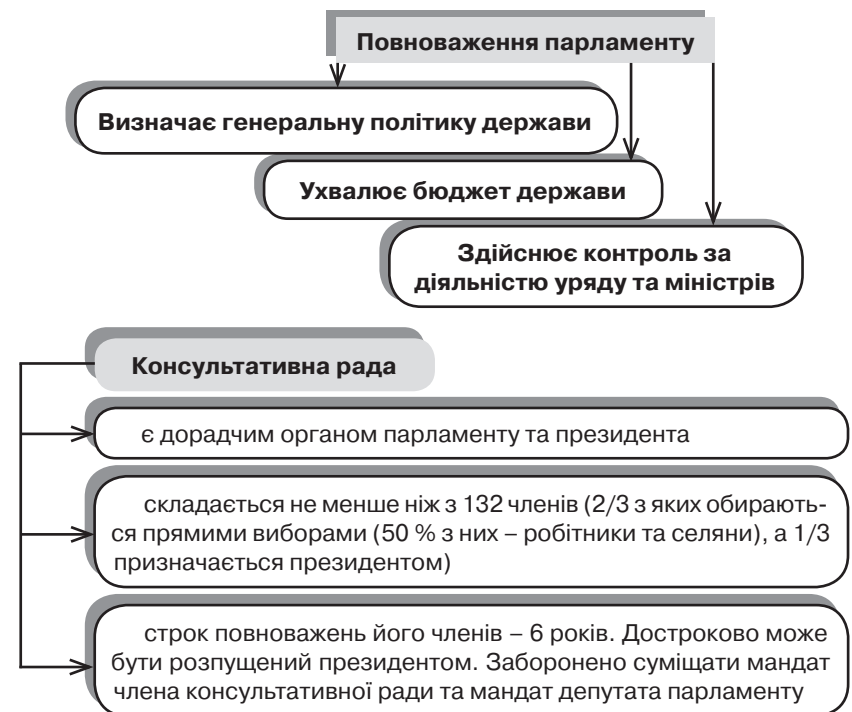 Повноваження парламенту
Визначає генеральну політику держави
Ухвалює бюджет держави
Здійснює контроль за
діяльністю уряду та міністрів
Консультативна рада
є дорадчим органом парламенту та президента
складається не менше ніж з 132 членів (2/3 з яких обирають-
ся прямими виборами (50 % з них – робітники та селяни), а 1/3
призначається президентом)
строк повноважень його членів – 6 років. Достроково може
бути розпущений президентом. Заборонено суміщати мандат
члена консультативної ради та мандат депутата парламенту